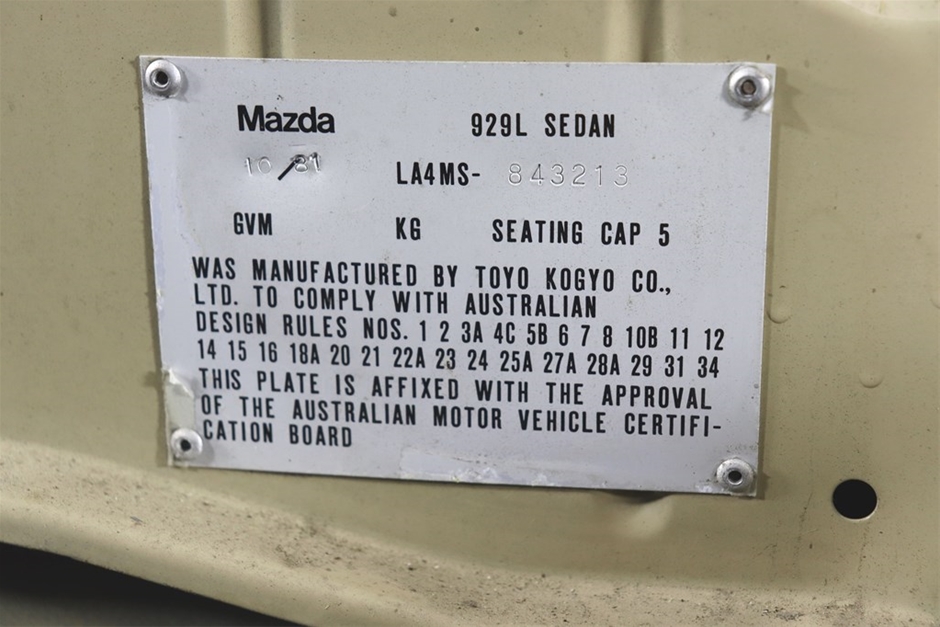 Mazda 929L SEDAN
10/81 LA4MS- 843213
GVM KG SEATING CAP 5
WAS MANUFACTURED BY TOYO KOGYO CO.,
LTD. TO COMPLY WITH AUSTRALIAN
DESIGN RULES NOS. 1 2 3A 4C 5B 6 7 8 10B 11 12
14 15 16 18A 20 21 22A 23 24 25A 27A 28A 29 31 34
THIS PLATE IS AFFIXED WITH THE APPROVAL
OF THE AUSTRALIAN MOTOR VEHICLE CERTIFI-
CATION BOARD